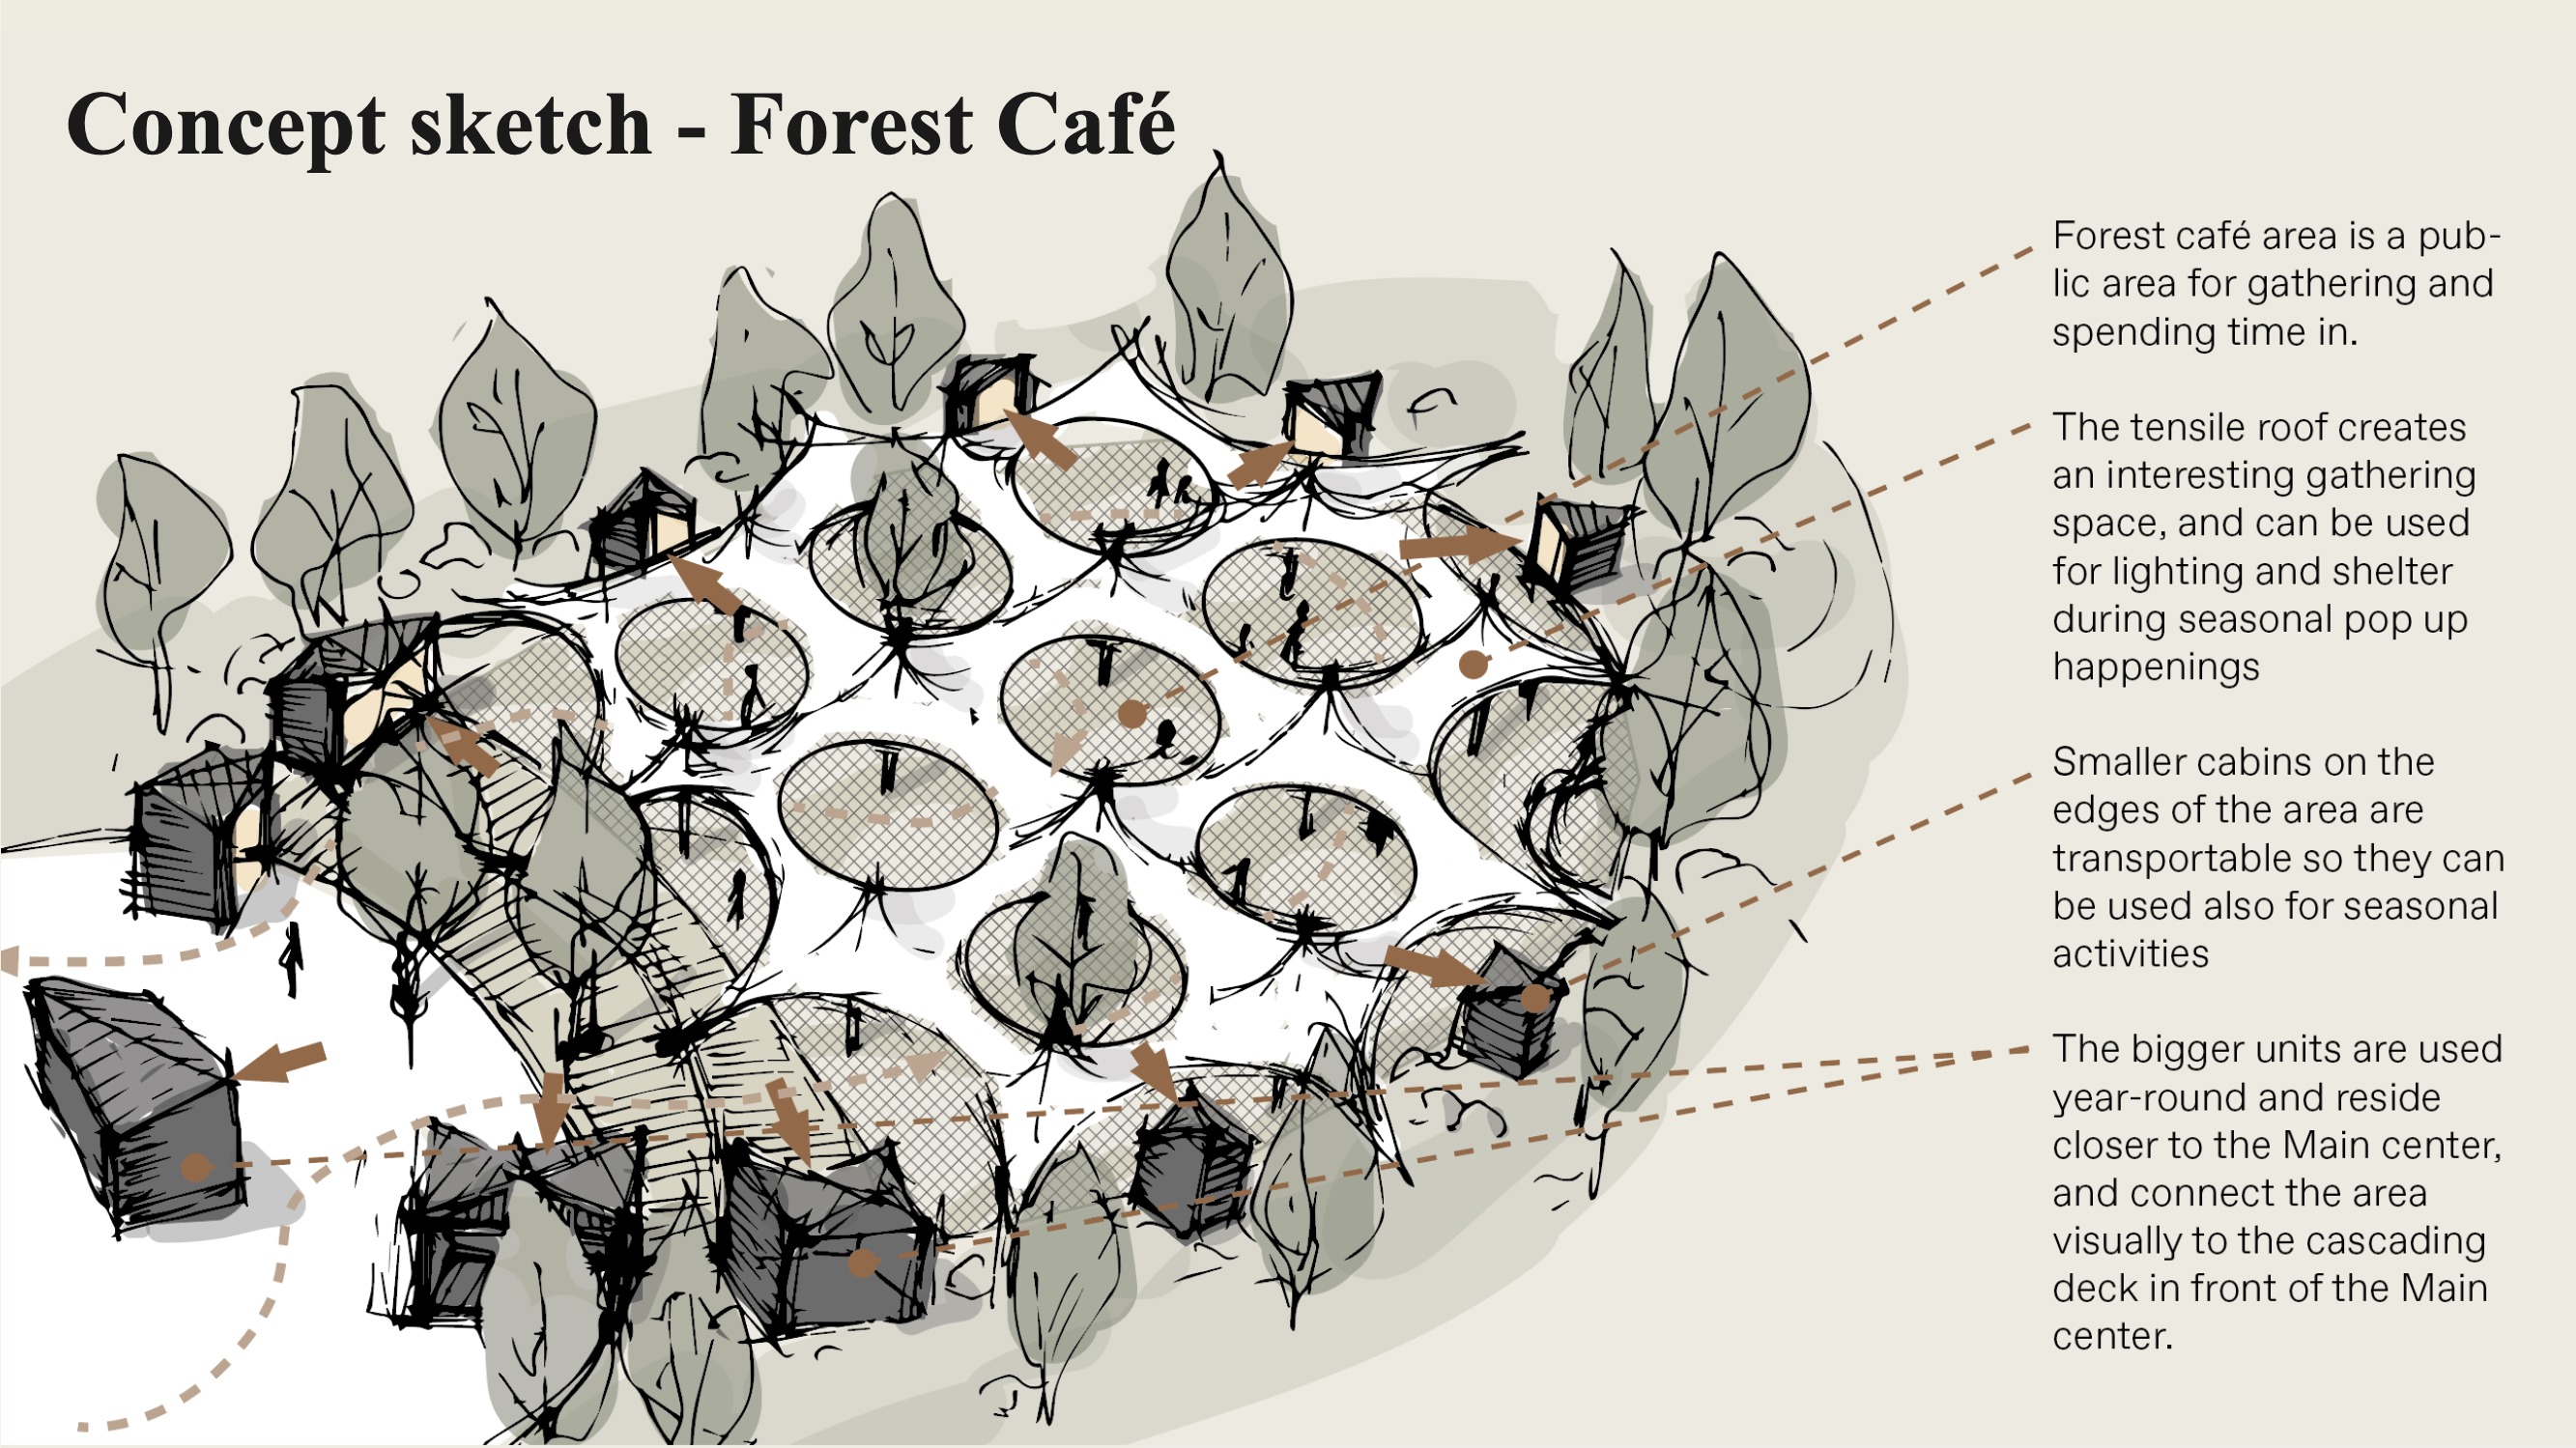 Concept sketch - Forest Café
Forest café area is a pub-
lic area for gathering and
spending time in.
The tensile roof creates
an interesting gathering
space, and can be used
for lighting and shelter
during seasonal pop up
happenings
Smaller cabins on the
edges of the area are
transportable so they can
be used also for seasonal
activities
The bigger units are used
year-round and reside
closer to the Main center,
and connect the area
visually to the cascading
deck in front of the Main
center.